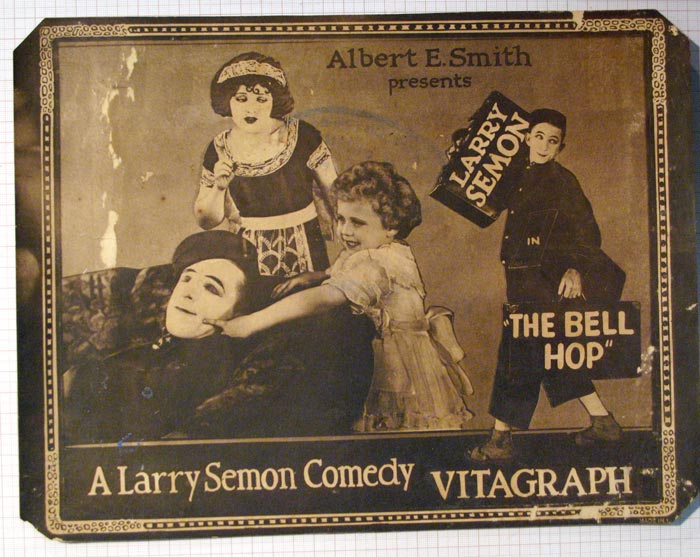 Albert E. Smith
presents
LARRY
SEMON
IN
"THE BELL
HOP"
A Larry Semon Comedy VITAGRAPH